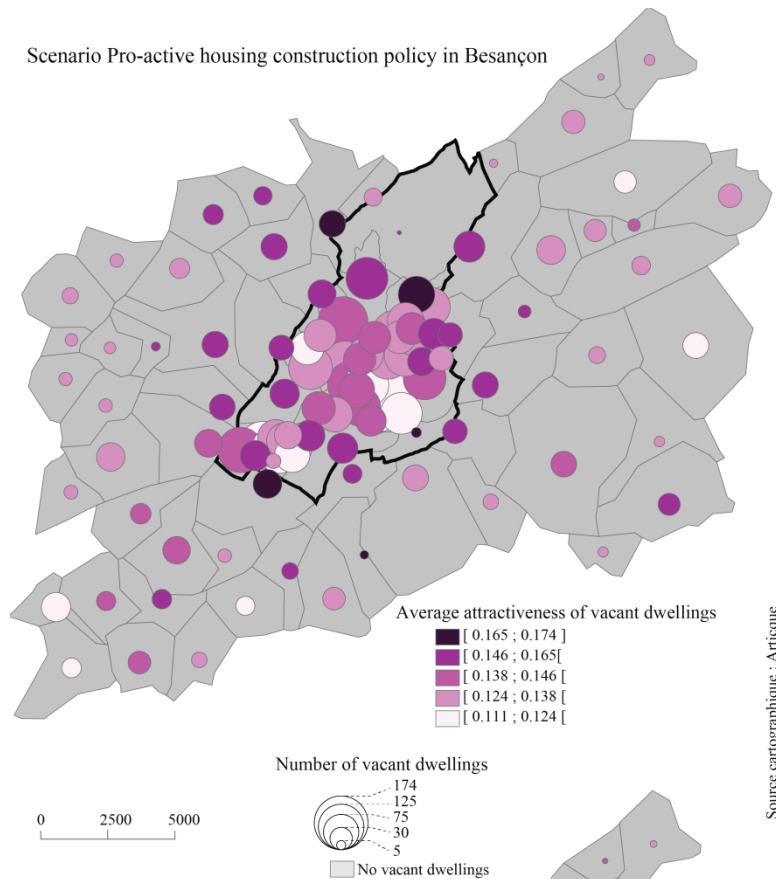 Scenario Pro-active housing construction policy in Besançon
Average attractiveness of vacant dwellings
[ 0.165 ; 0.174 ]
[ 0.146 ; 0.165[
[ 0.138 ; 0.146 [
[ 0.124 ; 0.138 [
[ 0.111 ; 0.124 [
Number of vacant dwellings
174
125
75
30
5
No vacant dwellings
0 2500 5000
Source cartographique : Articque